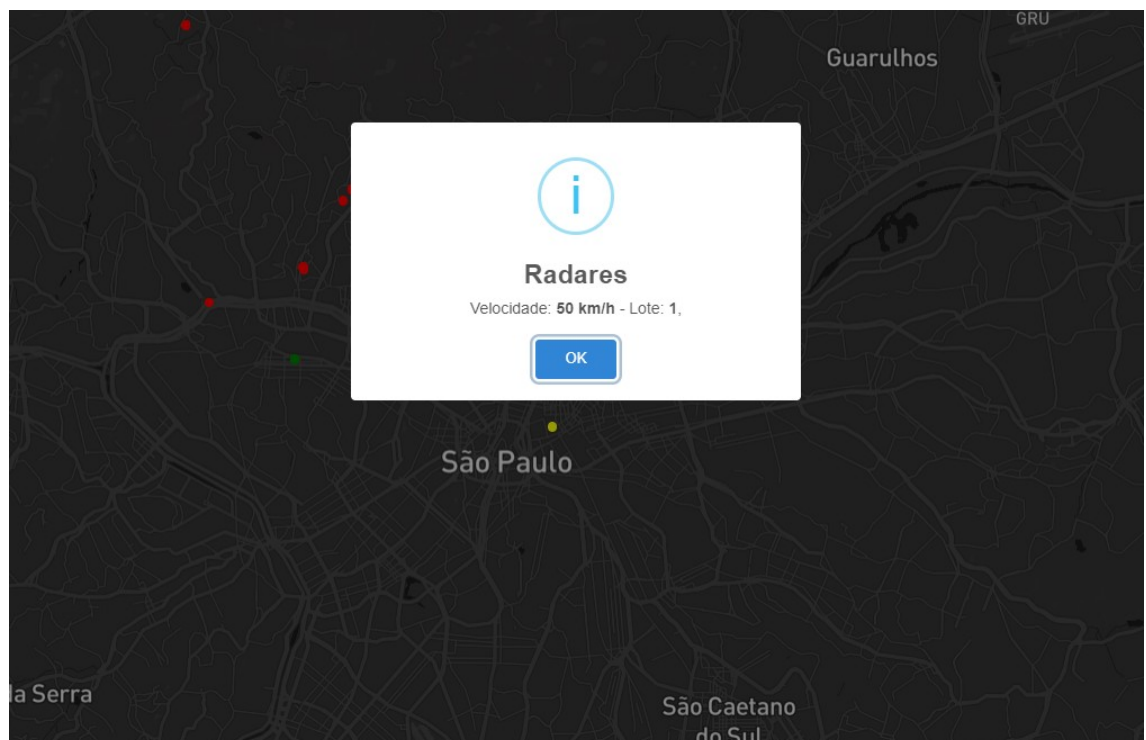 GRU
Guarulhos
i
Radares
Velocidade: 50 km/h - Lote: 1,
OK
São Paulo
la Serra
São Caetano
do Sul